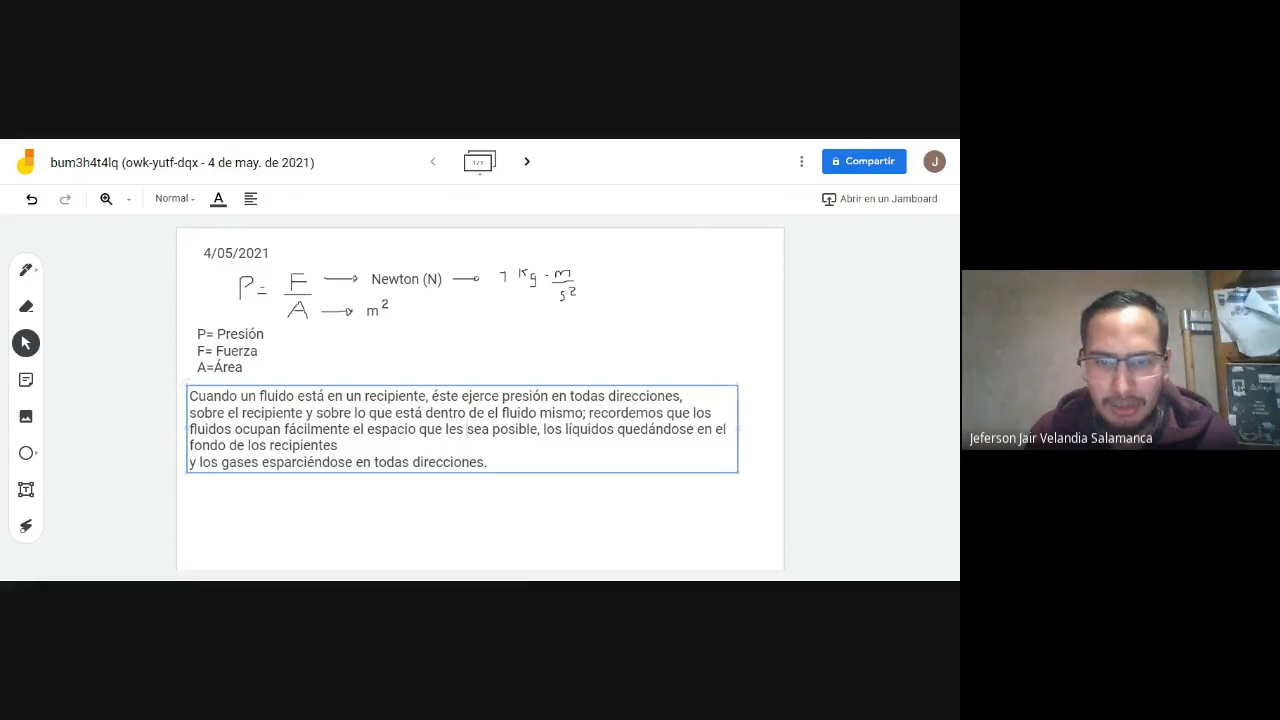 bum3h4t4lq (owk-yutf-dqx - 4 de may. de 2021)
1/1
Compartir
J
Normal
A
Abrir en un Jamboard
4/05/2021
P= F/A → Newton (N) → 1 Kg · m/s²
→ m²
P= Presión
F= Fuerza
A=Área
Cuando un fluido está en un recipiente, éste ejerce presión en todas direcciones,
sobre el recipiente y sobre lo que está dentro de el fluido mismo; recordemos que los
fluidos ocupan fácilmente el espacio que les sea posible, los líquidos quedándose en el
fondo de los recipientes
y los gases esparciéndose en todas direcciones.
Jeferson Jair Velandia Salamanca